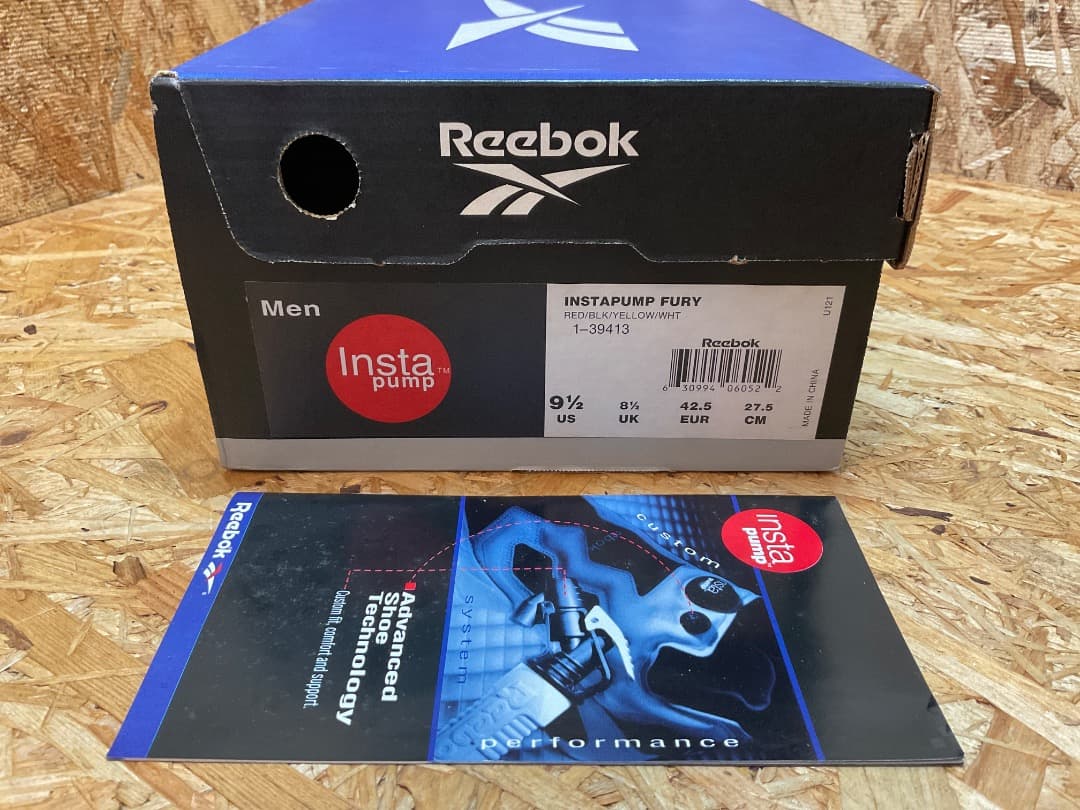 Reebok
Men
Insta™
pump
INSTAPUMP FURY
RED/BLK/YELLOW/WHT
1–39413
U121
Reebok
6 30994 06052 2
MADE IN CHINA
9½ 8½ 42.5 27.5
US UK EUR CM
Reebok
Advanced
Shoe
Technology
Custom fit, comfort and support.
system
custom
performance
insta
pump